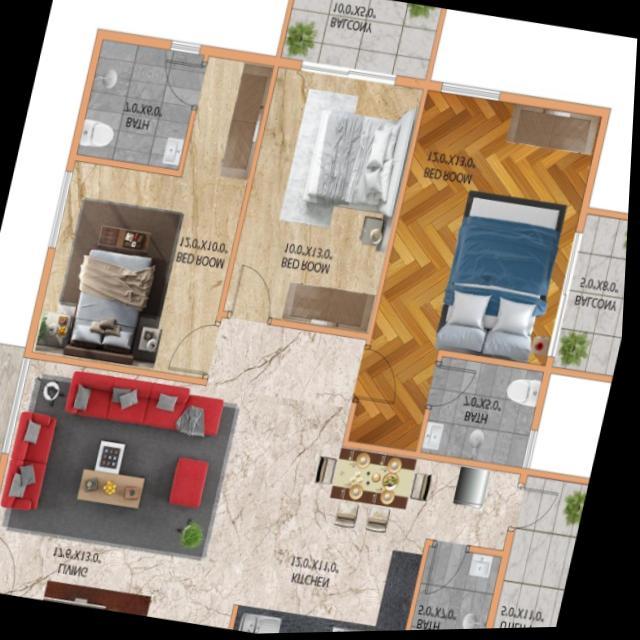 BALCONY
10.0'X5.0'
BATH
7.0'X6.0'
BED ROOM
12.0'X13.0'
BED ROOM
12.0'X10.0'
BED ROOM
10.0'X13.0'
BALCONY
5.0'X8.0'
BATH
7.0'X5.0'
LIVING
17.6'X13.0'
KITCHEN
12.0'X11.0'
BATH
5.0'X7.0'
5.0'X11.0'